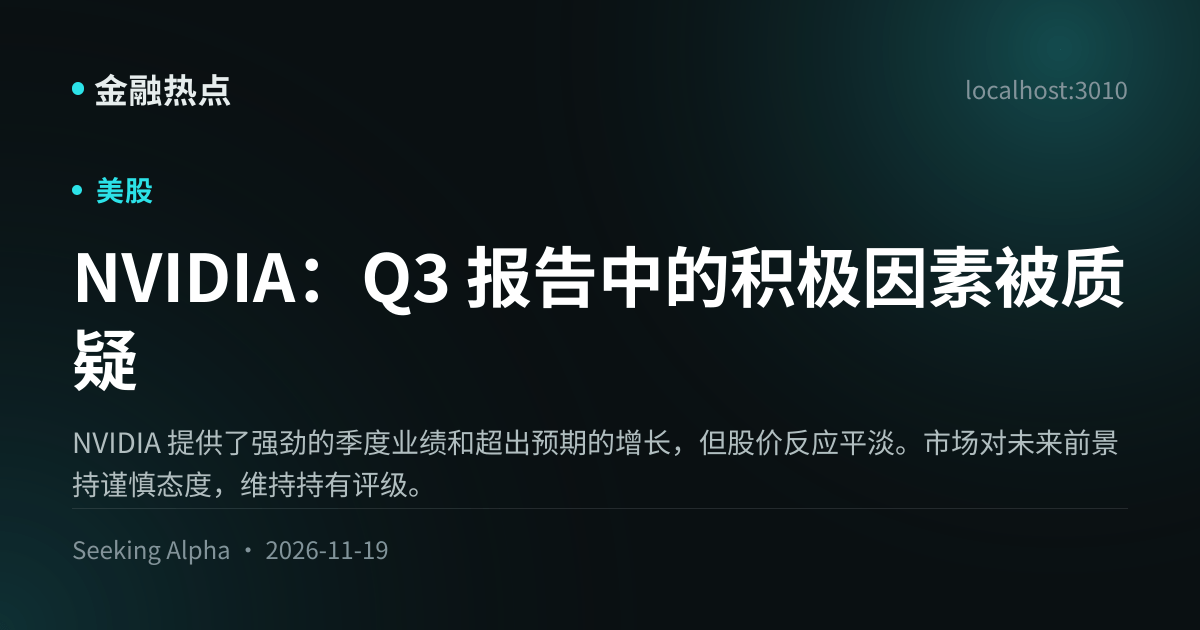 金融热点
localhost:3010
美股
NVIDIA：Q3 报告中的积极因素被质
疑
NVIDIA 提供了强劲的季度业绩和超出预期的增长，但股价反应平淡。市场对未来前景
持谨慎态度，维持持有评级。
Seeking Alpha · 2026-11-19